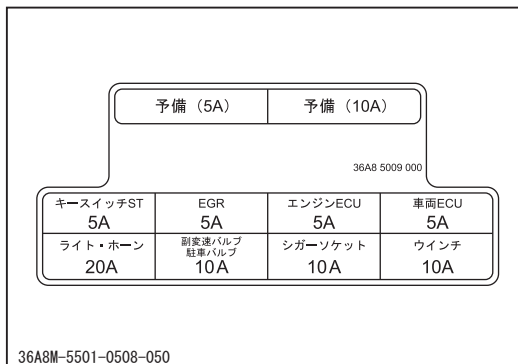 予備（5A） 予備（10A）
36A8 5009 000
キースイッチST EGR エンジンECU 車両ECU
5A 5A 5A 5A
ライト・ホーン 副変速バルブ 駐車バルブ シガーソケット ウインチ
20A 10A 10A 10A
36A8M-5501-0508-050